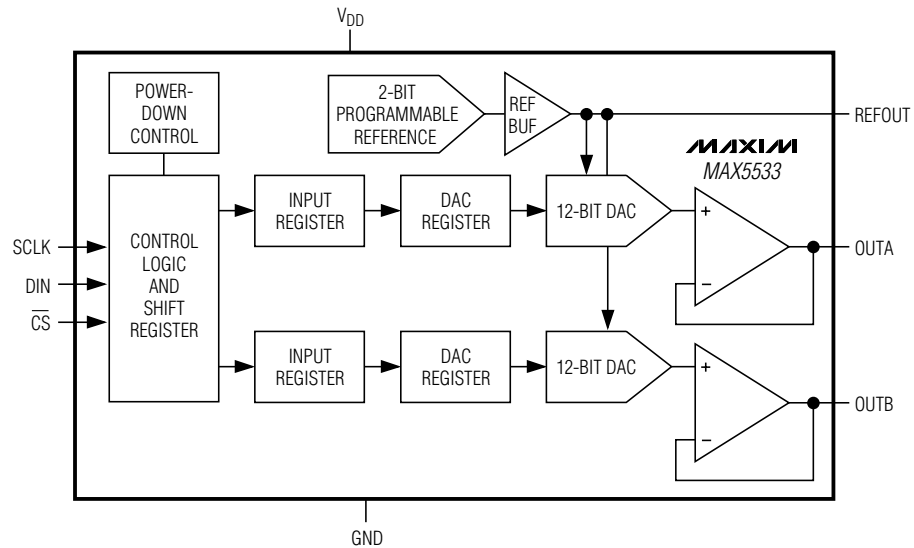 VDD
POWER-
DOWN
CONTROL
2-BIT
PROGRAMMABLE
REFERENCE
REF
BUF
REFOUT
MAXIM
MAX5533
INPUT
REGISTER
DAC
REGISTER
12-BIT DAC
+
−
OUTA
SCLK
DIN
CS
CONTROL
LOGIC
AND
SHIFT
REGISTER
INPUT
REGISTER
DAC
REGISTER
12-BIT DAC
+
−
OUTB
GND